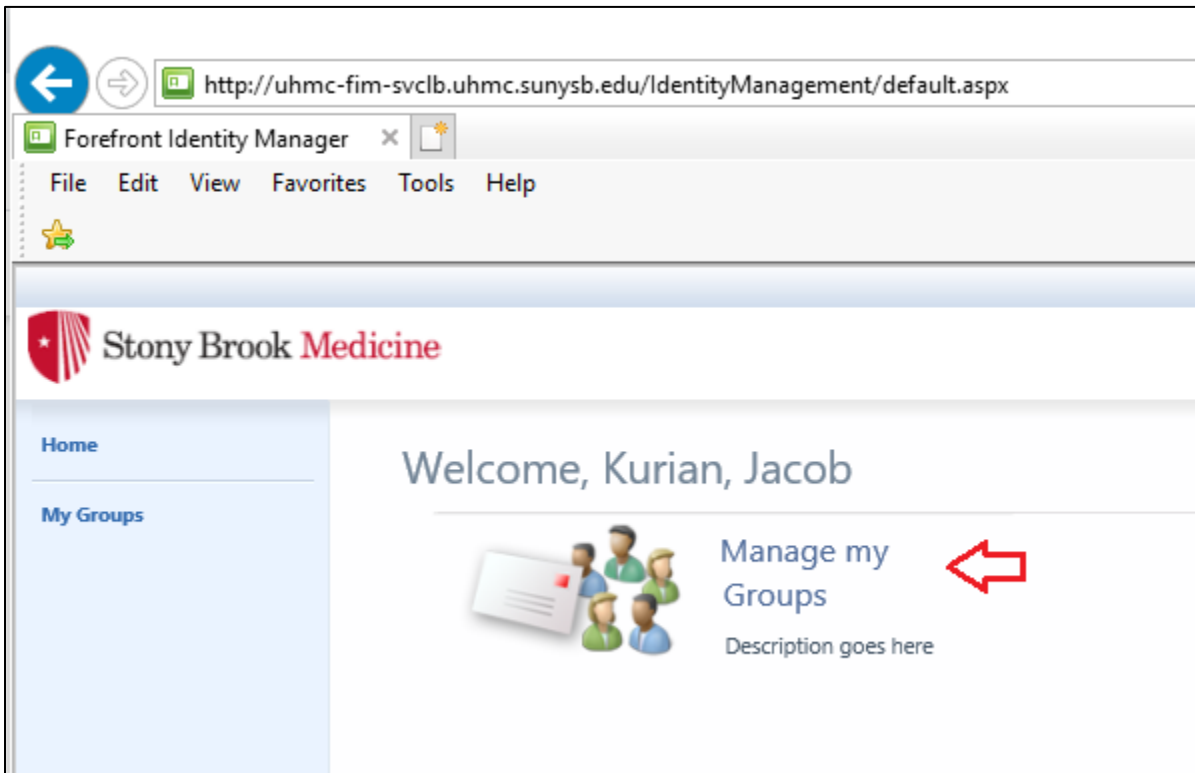 http://uhmc-fim-svclb.uhmc.sunysb.edu/IdentityManagement/default.aspx
Forefront Identity Manager
File Edit View Favorites Tools Help
Stony Brook Medicine
Home
My Groups
Welcome, Kurian, Jacob
Manage my
Groups
Description goes here